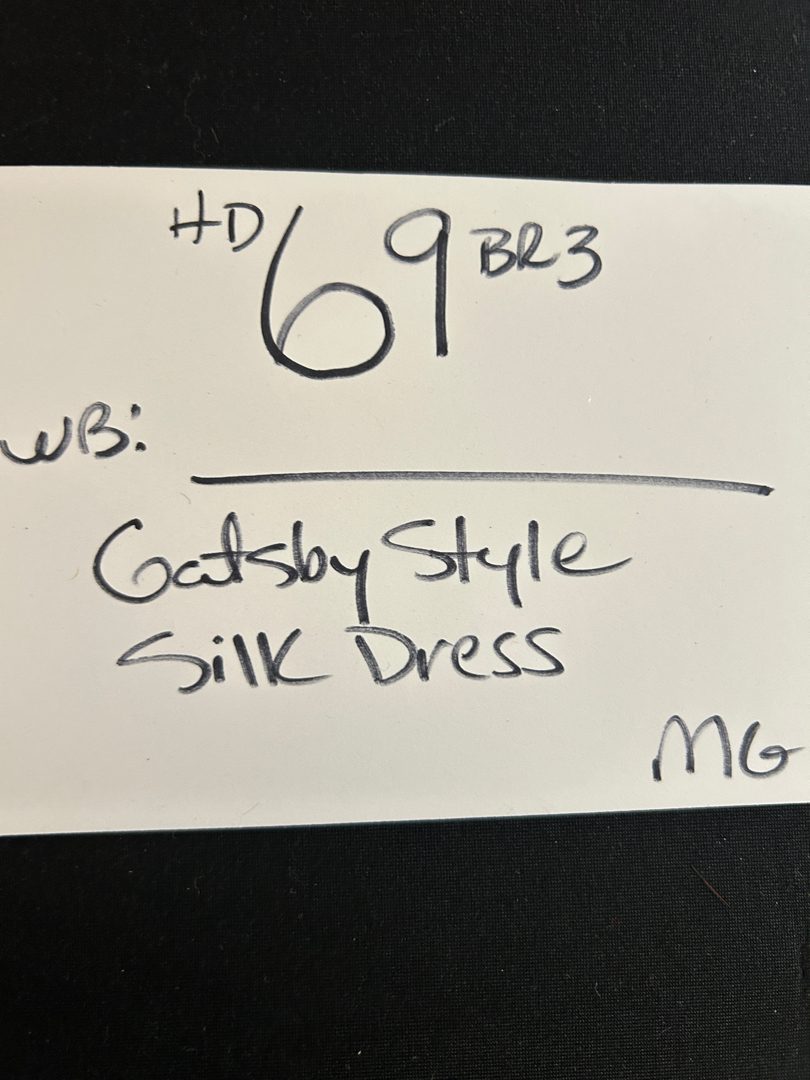 HD 69 BR3
WB:
Gatsby Style
Silk Dress
MG